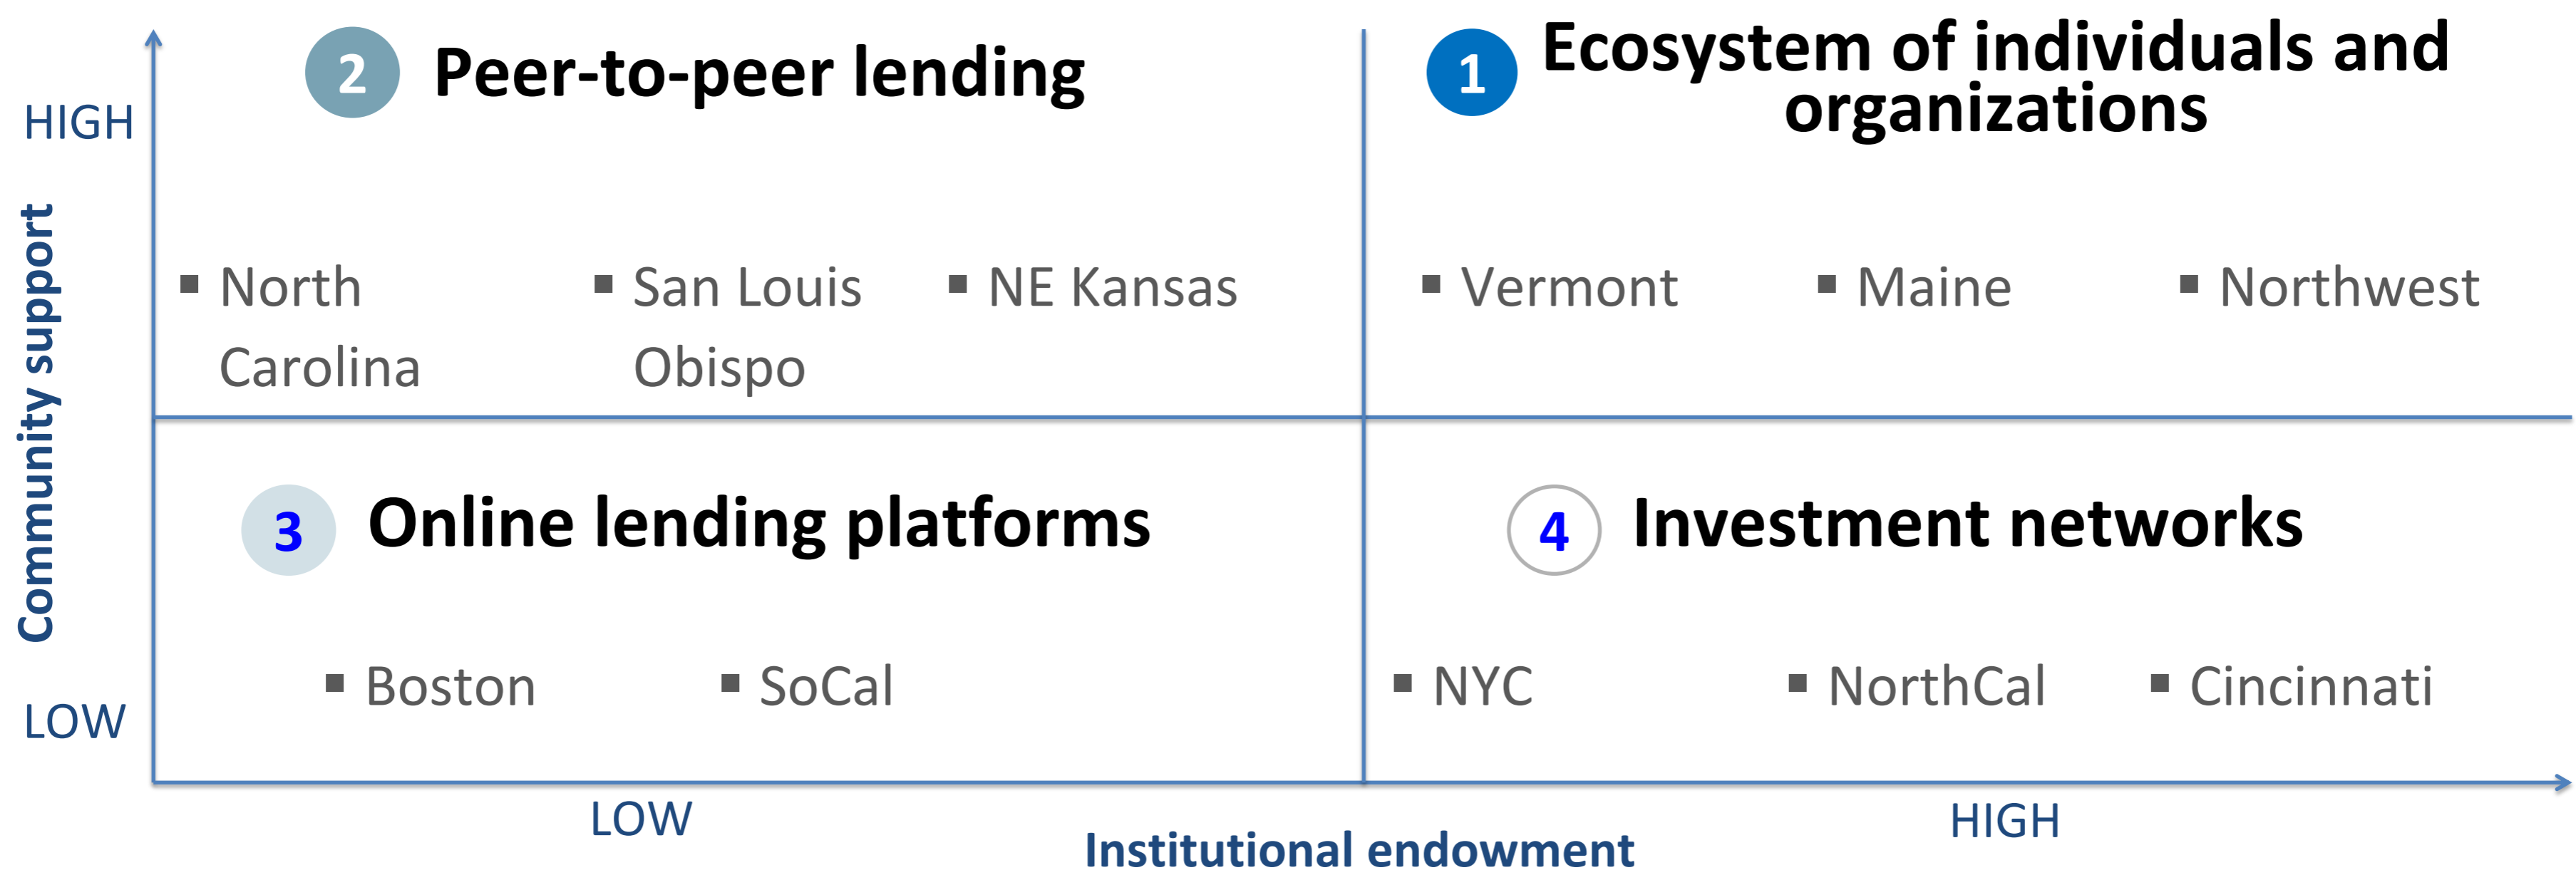 2 Peer-to-peer lending
1 Ecosystem of individuals and
organizations
HIGH
Community support
▪ North
Carolina
▪ San Louis
Obispo
▪ NE Kansas
▪ Vermont
▪ Maine
▪ Northwest
3 Online lending platforms
4 Investment networks
▪ Boston
▪ SoCal
▪ NYC
▪ NorthCal
▪ Cincinnati
LOW
LOW
HIGH
Institutional endowment